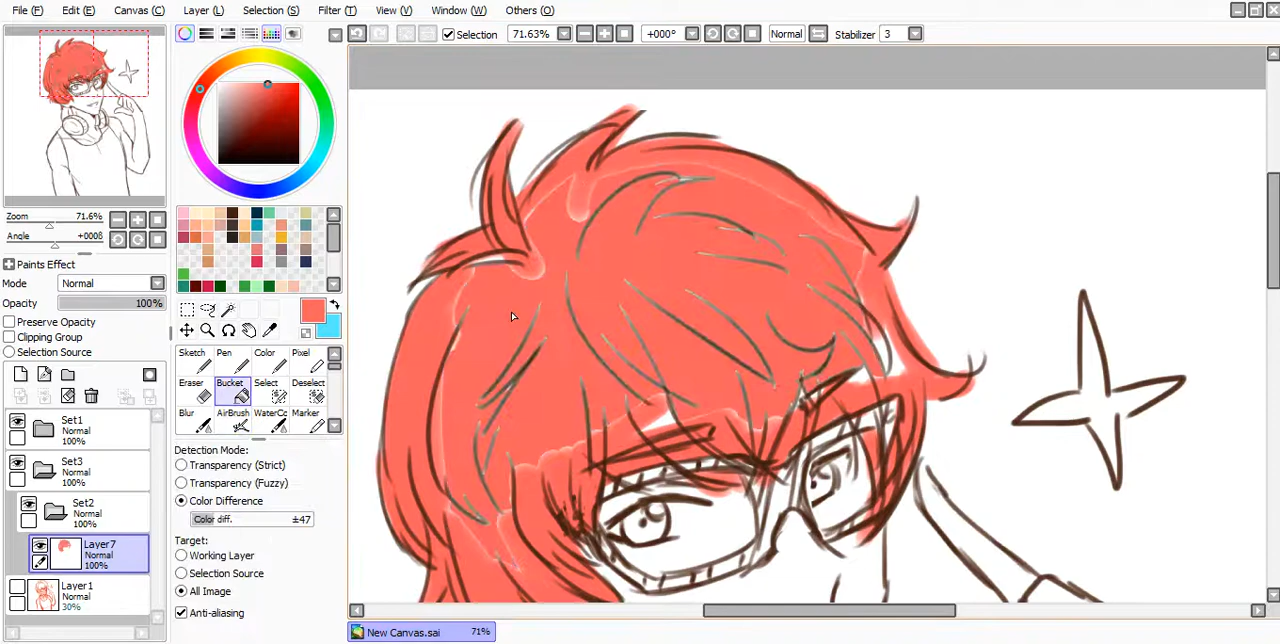 File (F) Edit (E) Canvas (C) Layer (L) Selection (S) Filter (T) View (V) Window (W) Others (O)
Selection 71.63% +000° Normal Stabilizer 3
Zoom 71.6%
Angle +0008
Paints Effect
Mode Normal
Opacity 100%
Preserve Opacity
Clipping Group
Selection Source
Set1
Normal
100%
Set3
Normal
100%
Set2
Normal
100%
Layer7
Normal
100%
Layer1
Normal
30%
Sketch Pen Color Pixel
Eraser Bucket Select Deselect
Blur AirBrush WaterCo Marker
Detection Mode:
Transparency (Strict)
Transparency (Fuzzy)
Color Difference
Color diff. ±47
Target:
Working Layer
Selection Source
All Image
Anti-aliasing
New Canvas.sai 71%